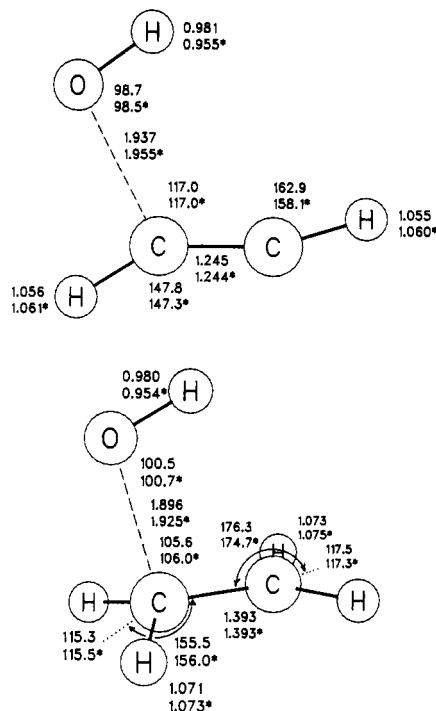 H
0.981
0.955*
O
98.7
98.5*
1.937
1.955*
117.0
117.0*
162.9
158.1*
H
1.055
1.060*
C
C
1.245
1.244*
1.056
1.061*
H
147.8
147.3*
0.980
0.954*
H
O
100.5
100.7*
1.896
1.925*
176.3
174.7*
1.073
1.075*
H
105.6
106.0*
117.5
117.3*
H
C
C
H
1.393
1.393*
115.3
115.5*
155.5
156.0*
H
1.071
1.073*